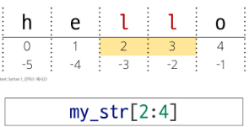 h e l l o
0 1 2 3 4
-5 -4 -3 -2 -1
my_str[2:4]